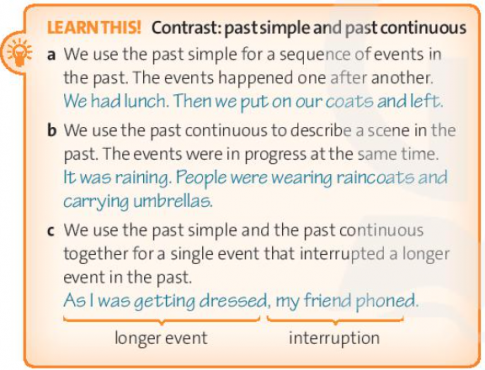 LEARN THIS! Contrast: past simple and past continuous
a We use the past simple for a sequence of events in
the past. The events happened one after another.
We had lunch. Then we put on our coats and left.
b We use the past continuous to describe a scene in the
past. The events were in progress at the same time.
It was raining. People were wearing raincoats and
carrying umbrellas.
c We use the past simple and the past continuous
together for a single event that interrupted a longer
event in the past.
As I was getting dressed, my friend phoned.
longer event interruption